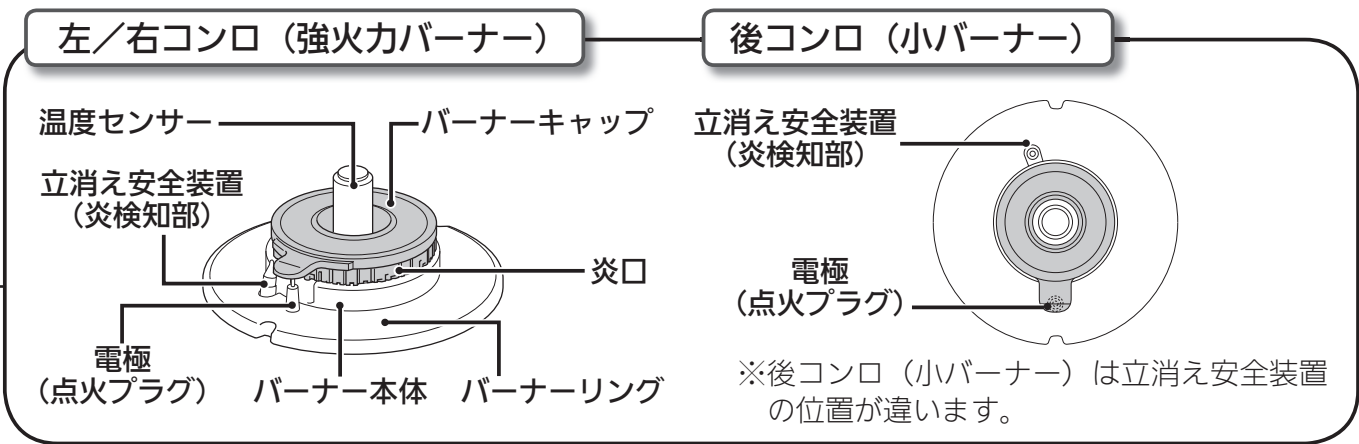 左／右コンロ（強火力バーナー）
後コンロ（小バーナー）
温度センサー
バーナーキャップ
立消え安全装置
（炎検知部）
炎口
電極
（点火プラグ）
バーナー本体
バーナーリング
立消え安全装置
（炎検知部）
電極
（点火プラグ）
※後コンロ（小バーナー）は立消え安全装置
の位置が違います。